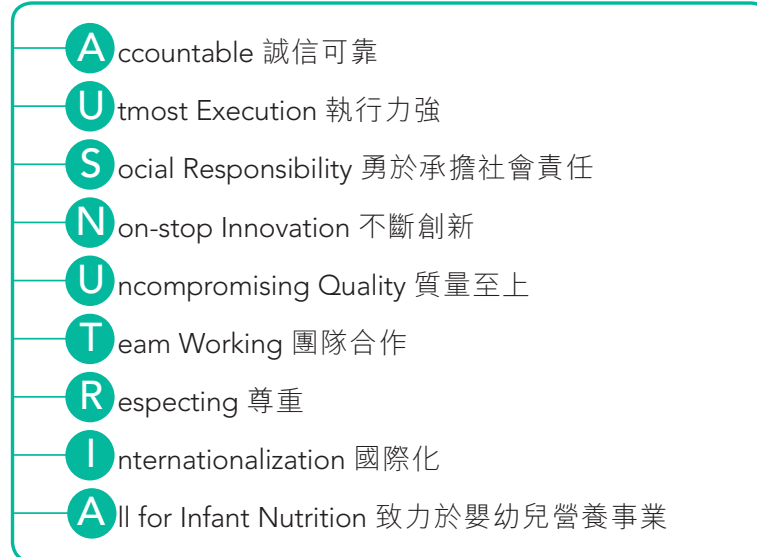 Accountable 誠信可靠
Utmost Execution 執行力強
Social Responsibility 勇於承擔社會責任
Non-stop Innovation 不斷創新
Uncompromising Quality 質量至上
Team Working 團隊合作
Respecting 尊重
Internationalization 國際化
All for Infant Nutrition 致力於嬰幼兒營養事業